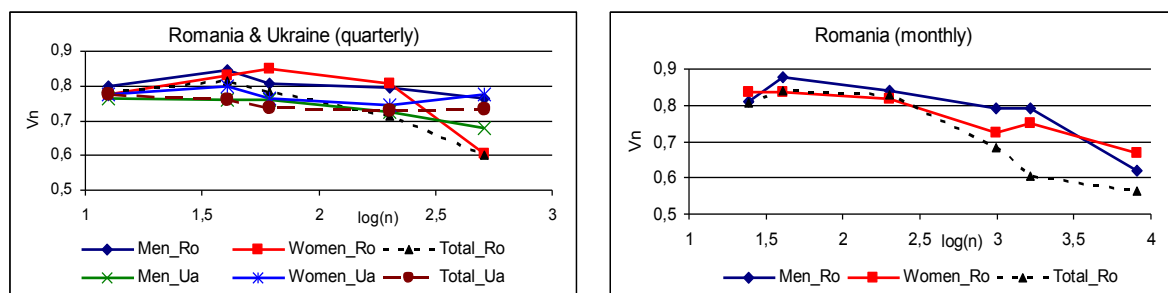 Romania & Ukraine (quarterly)
0,9
0,8
0,7
0,6
0,5
Vn
1
1,5
2
2,5
3
log(n)
Men_Ro
Women_Ro
Total_Ro
Men_Ua
Women_Ua
Total_Ua
Romania (monthly)
0,9
0,8
0,7
0,6
0,5
Vn
1
1,5
2
2,5
3
3,5
4
log(n)
Men_Ro
Women_Ro
Total_Ro